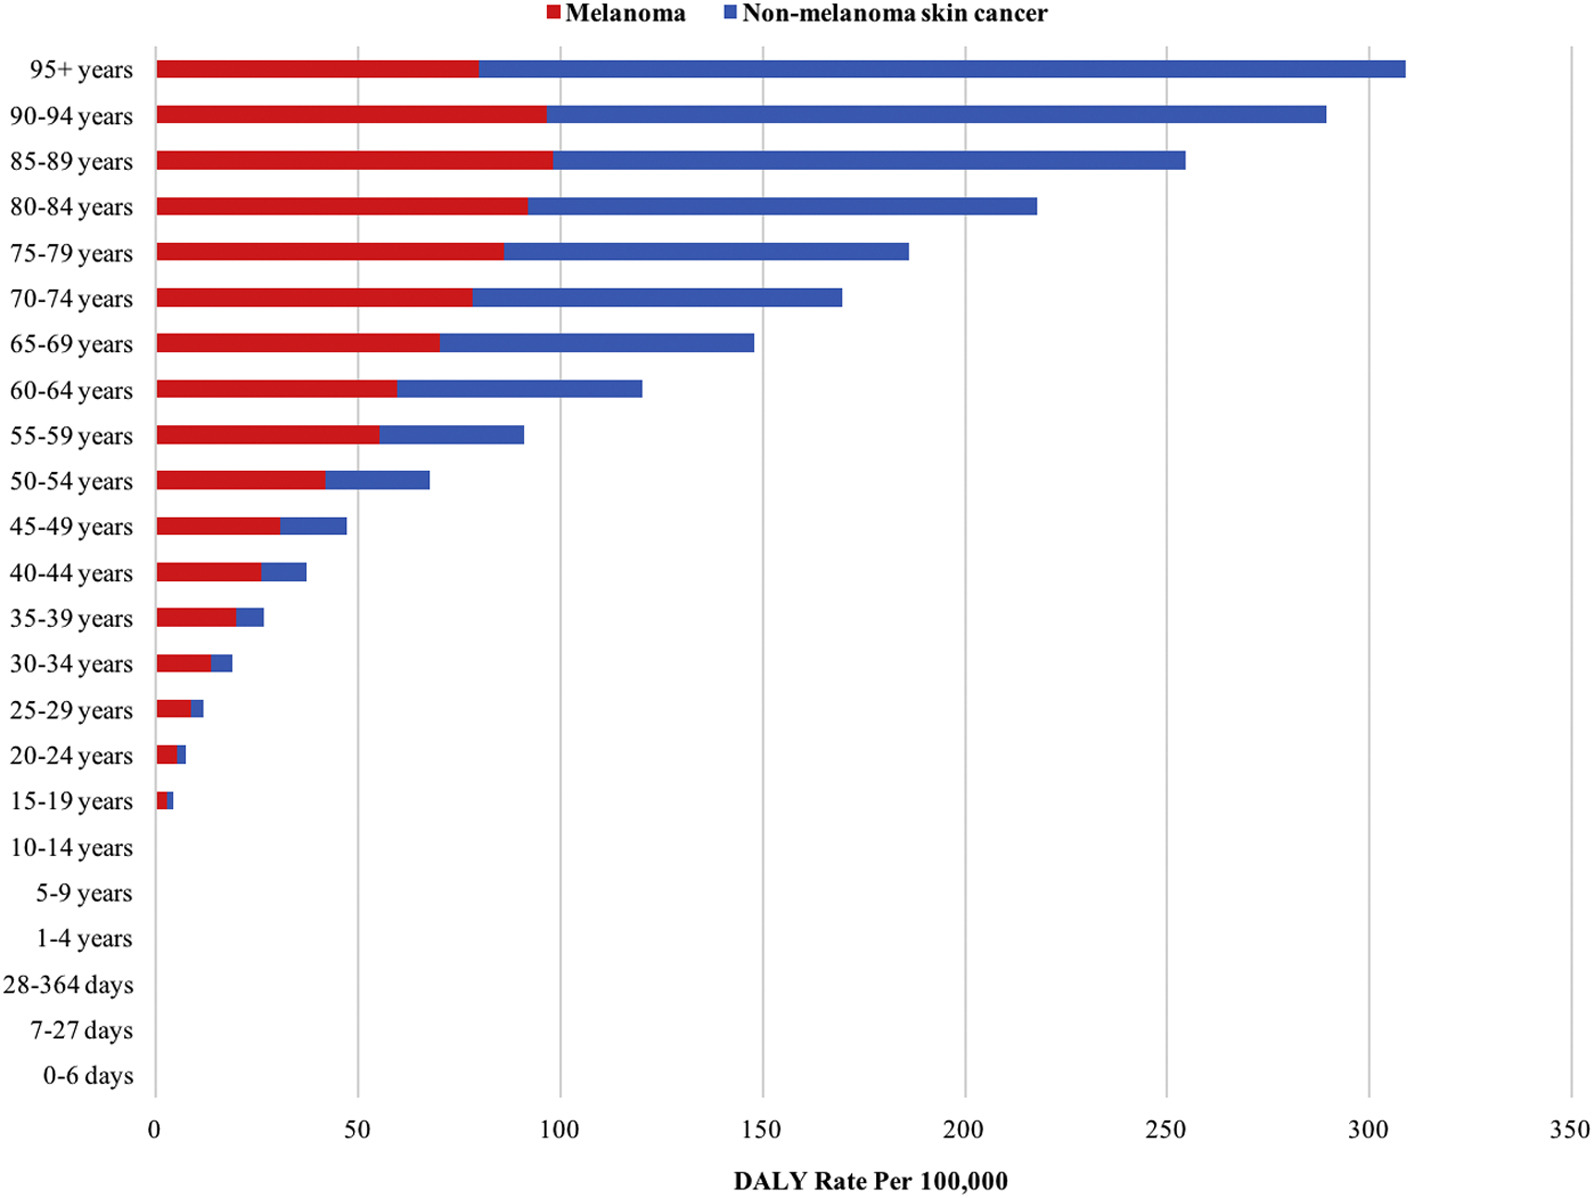 Melanoma Non-melanoma skin cancer
95+ years
90-94 years
85-89 years
80-84 years
75-79 years
70-74 years
65-69 years
60-64 years
55-59 years
50-54 years
45-49 years
40-44 years
35-39 years
30-34 years
25-29 years
20-24 years
15-19 years
10-14 years
5-9 years
1-4 years
28-364 days
7-27 days
0-6 days
0 50 100 150 200 250 300 350
DALY Rate Per 100,000